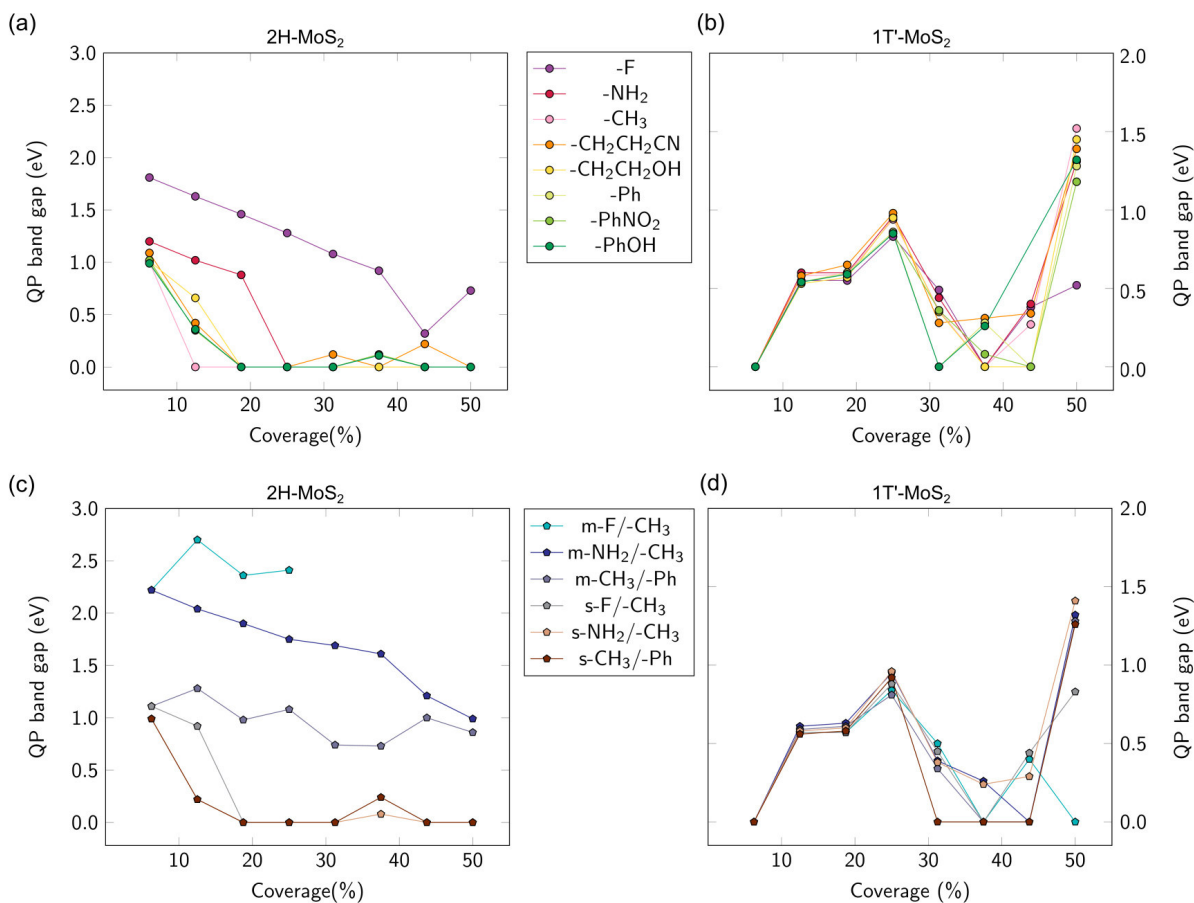 (a)
2H-MoS₂
3.0
2.5
2.0
1.5
1.0
0.5
0.0
QP band gap (eV)
10 20 30 40 50
Coverage(%)
-F
-NH₂
-CH₃
-CH₂CH₂CN
-CH₂CH₂OH
-Ph
-PhNO₂
-PhOH
(b)
1T'-MoS₂
2.0
1.5
1.0
0.5
0.0
QP band gap (eV)
10 20 30 40 50
Coverage (%)
(c)
2H-MoS₂
3.0
2.5
2.0
1.5
1.0
0.5
0.0
QP band gap (eV)
10 20 30 40 50
Coverage(%)
m-F/-CH₃
m-NH₂/-CH₃
m-CH₃/-Ph
s-F/-CH₃
s-NH₂/-CH₃
s-CH₃/-Ph
(d)
1T'-MoS₂
2.0
1.5
1.0
0.5
0.0
QP band gap (eV)
10 20 30 40 50
Coverage (%)